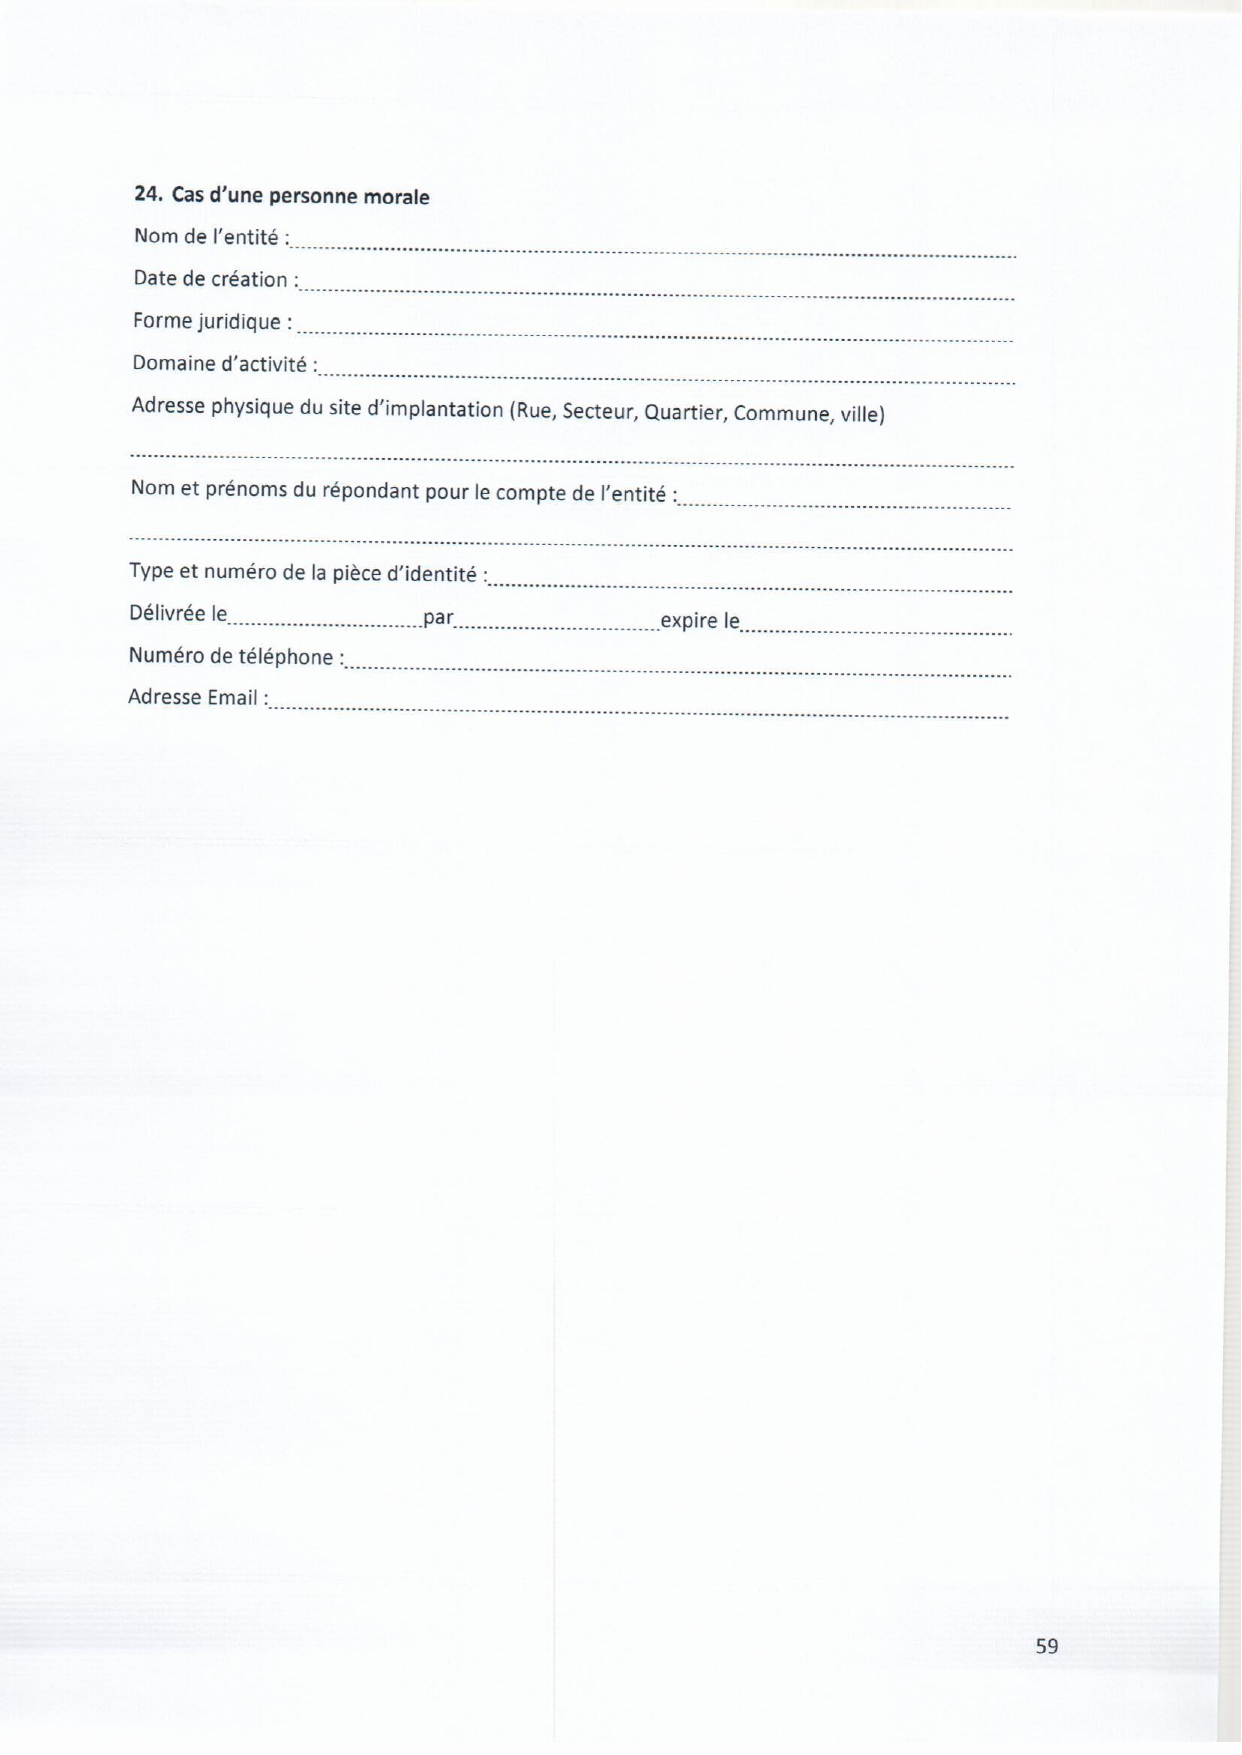 24. Cas d'une personne morale
Nom de l'entité :
Date de création :
Forme juridique :
Domaine d'activité :
Adresse physique du site d'implantation (Rue, Secteur, Quartier, Commune, ville)
Nom et prénoms du répondant pour le compte de l'entité :
Type et numéro de la pièce d'identité :
Délivrée le par expire le
Numéro de téléphone :
Adresse Email :
59